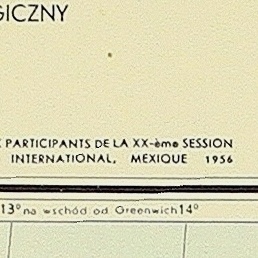 GICZNY
PARTICIPANTS DE LA XX-ème SESSION
INTERNATIONAL, MEXIQUE 1956
13° na wschód od Greenwich 14°